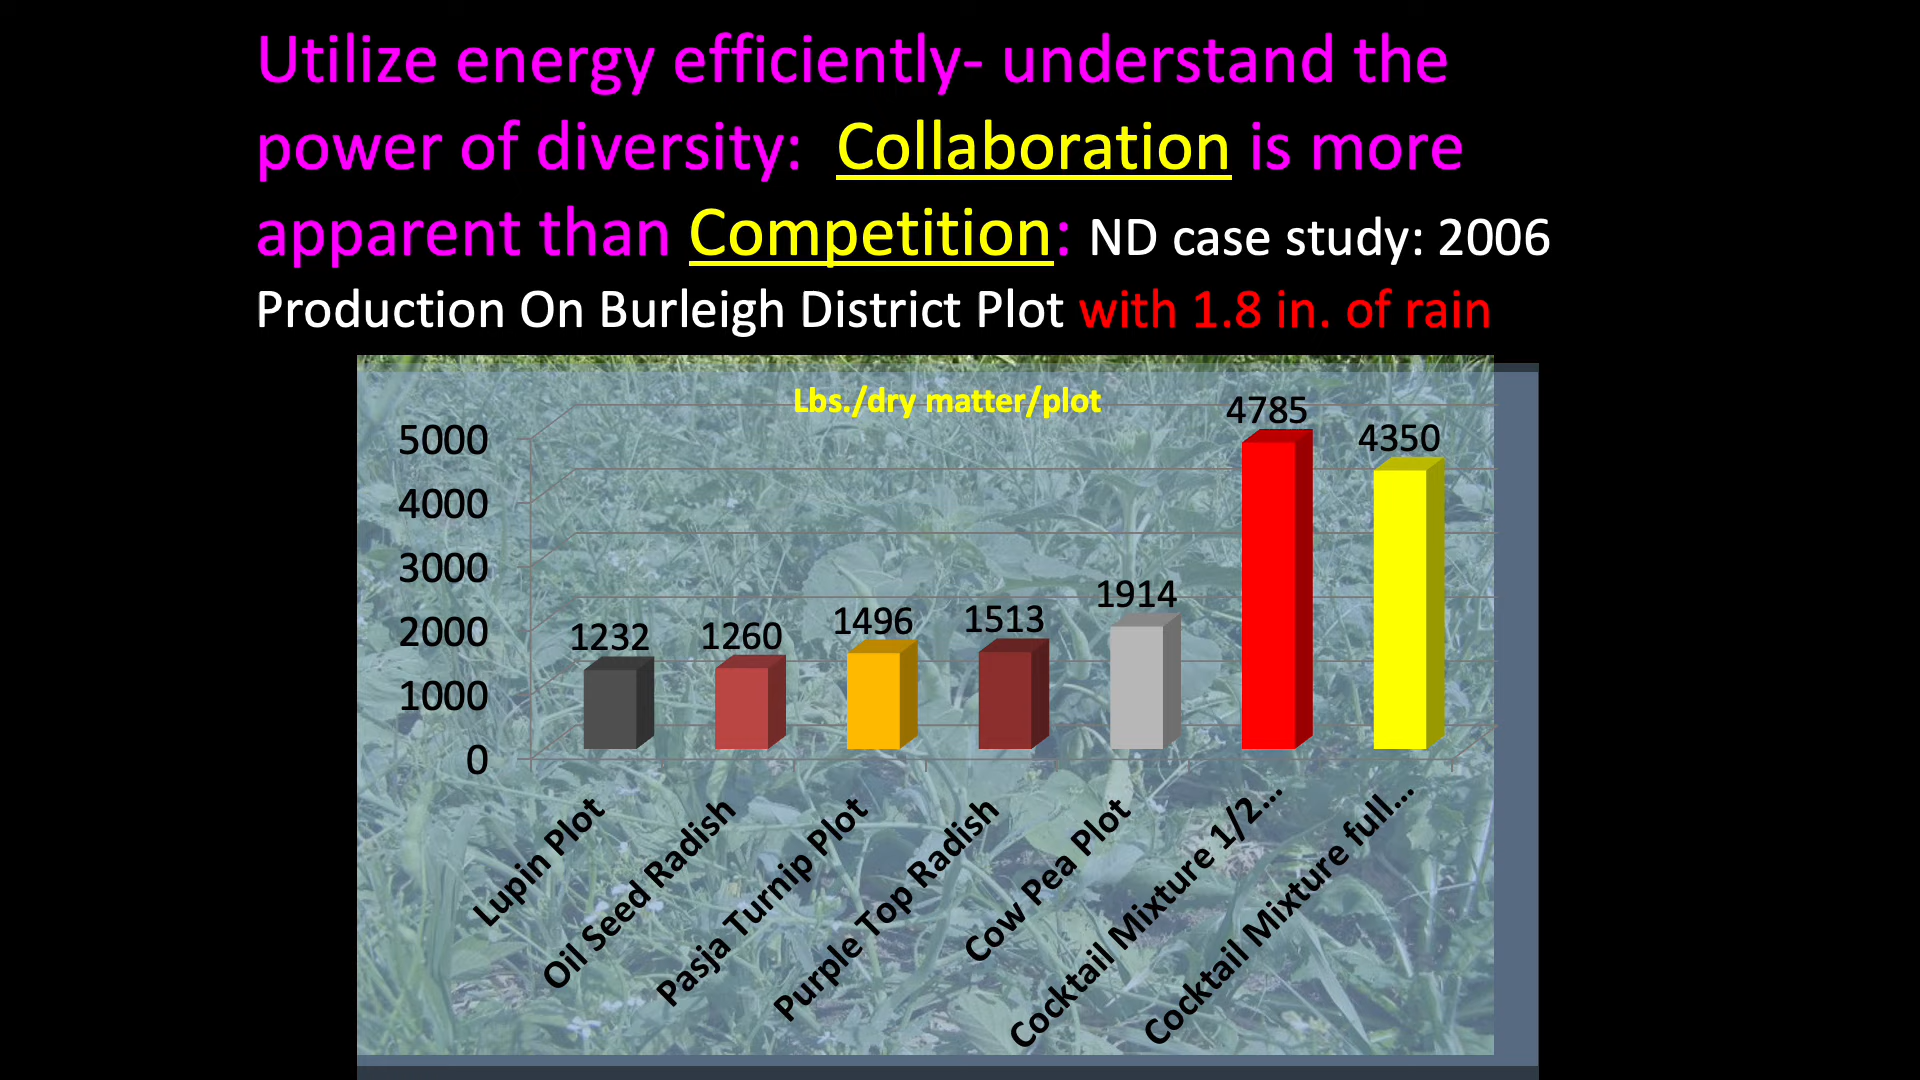 Utilize energy efficiently- understand the
power of diversity: Collaboration is more
apparent than Competition: ND case study: 2006
Production On Burleigh District Plot with 1.8 in. of rain
Lbs./dry matter/plot
5000
4000
3000
2000
1000
0
1232
1260
1496
1513
1914
4785
4350
Lupin Plot
Oil Seed Radish
Pasja Turnip Plot
Purple Top Radish
Cow Pea Plot
Cocktail Mixture 1/2...
Cocktail Mixture full...